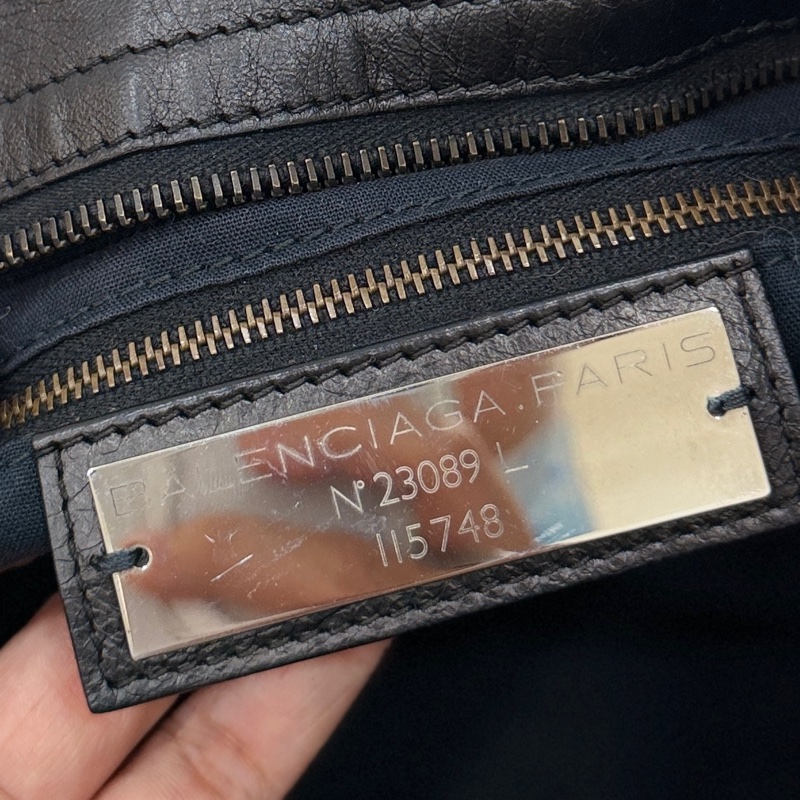 BALENCIAGA.PARIS
N° 23089 L
115748